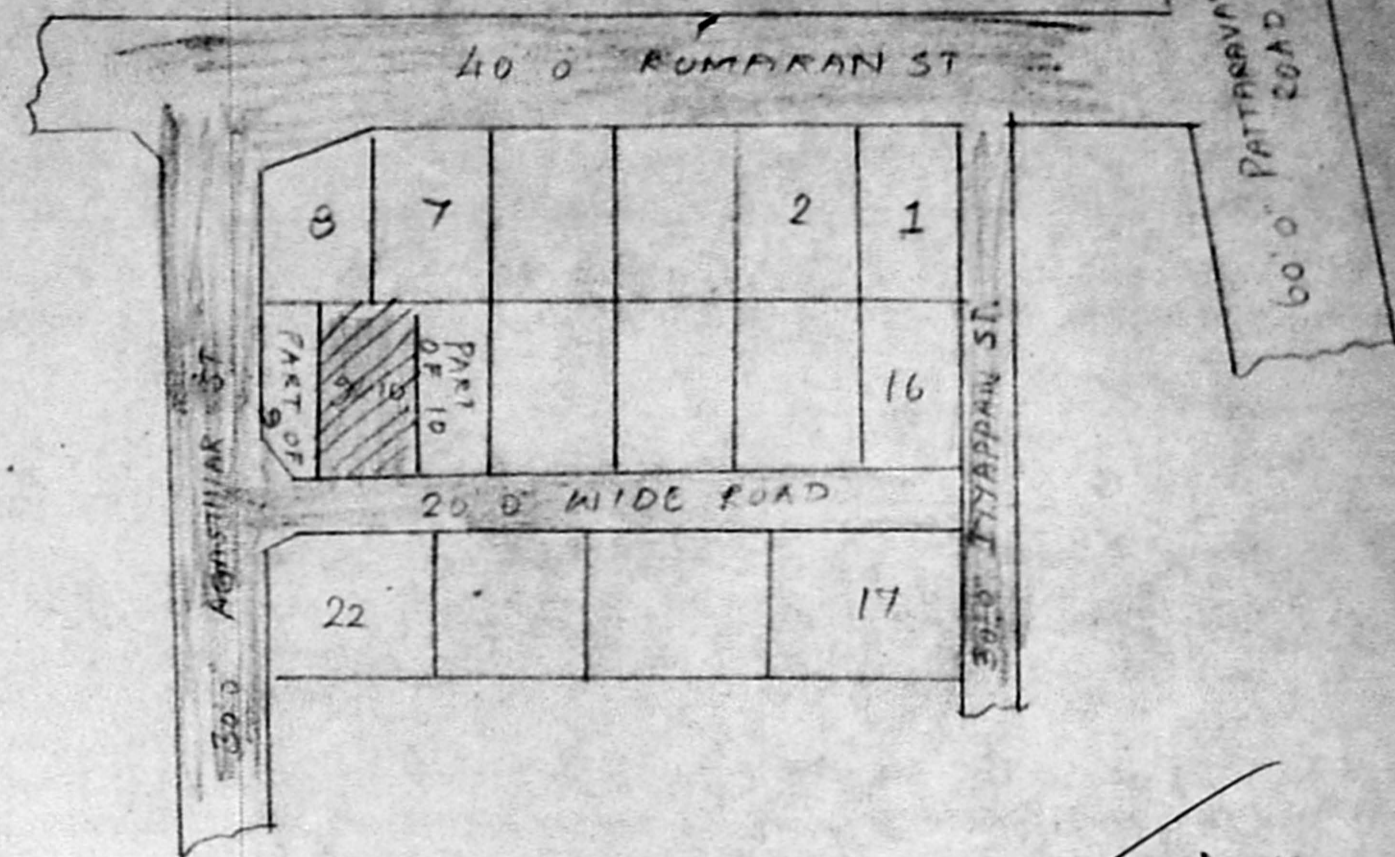 40' 0" KUMARAN ST
60' 0" PATTARAVA
ROAD
8
7
2
1
PART OF
9
9
10
PART
OF 10
16
30' 0" AGASTHIAR ST
30' 0" IYYAPPAN ST.
20' 0" WIDE ROAD
22
17